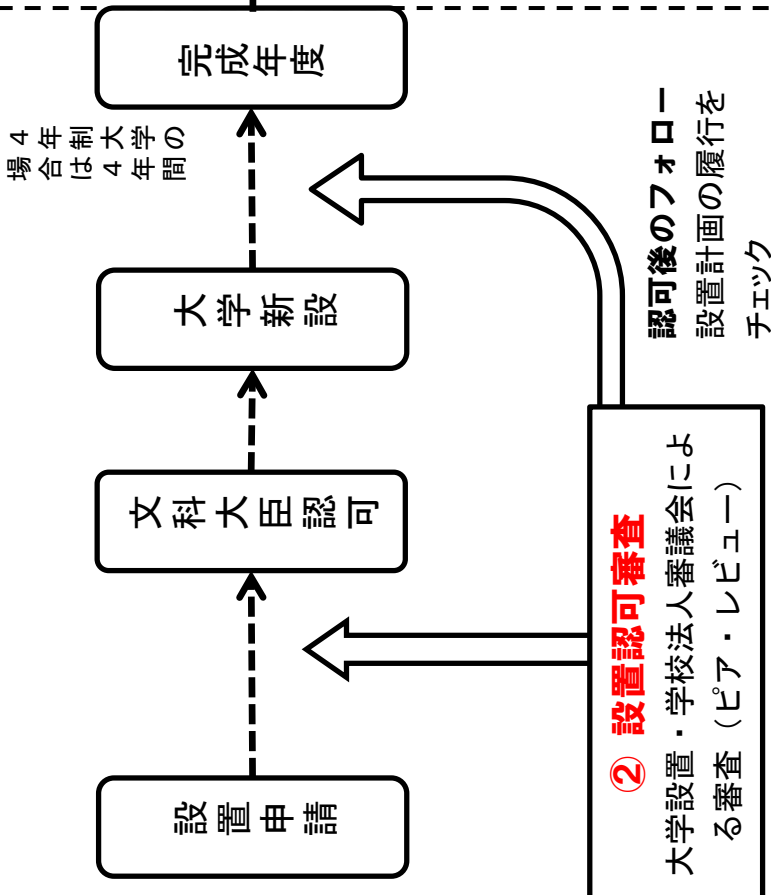 完成年度
４年制大学の
場合は４年間
大学新設
文科大臣認可
設置申請
認可後のフォロー
設置計画の履行を
チェック
② 設置認可審査
大学設置・学校法人審議会によ
る審査（ピア・レビュー）